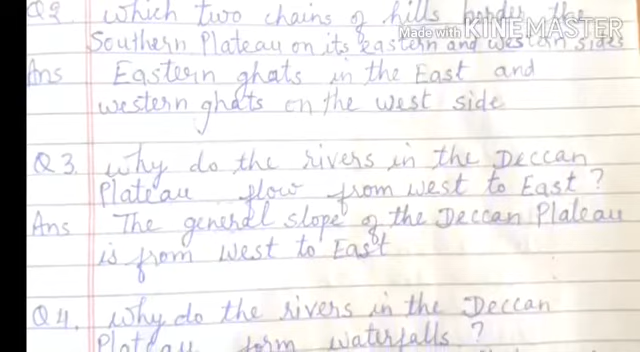 Q2. which two chains of hills border the
Made with KINEMASTER
Southern Plateau on its eastern and western sides
Ans Eastern ghats in the East and
western ghats on the west side
Q3. why do the rivers in the Deccan
Plateau flow from west to East?
Ans The general slope of the Deccan Plateau
is from west to East
Q4. why do the rivers in the Deccan
Plateau form waterfalls?